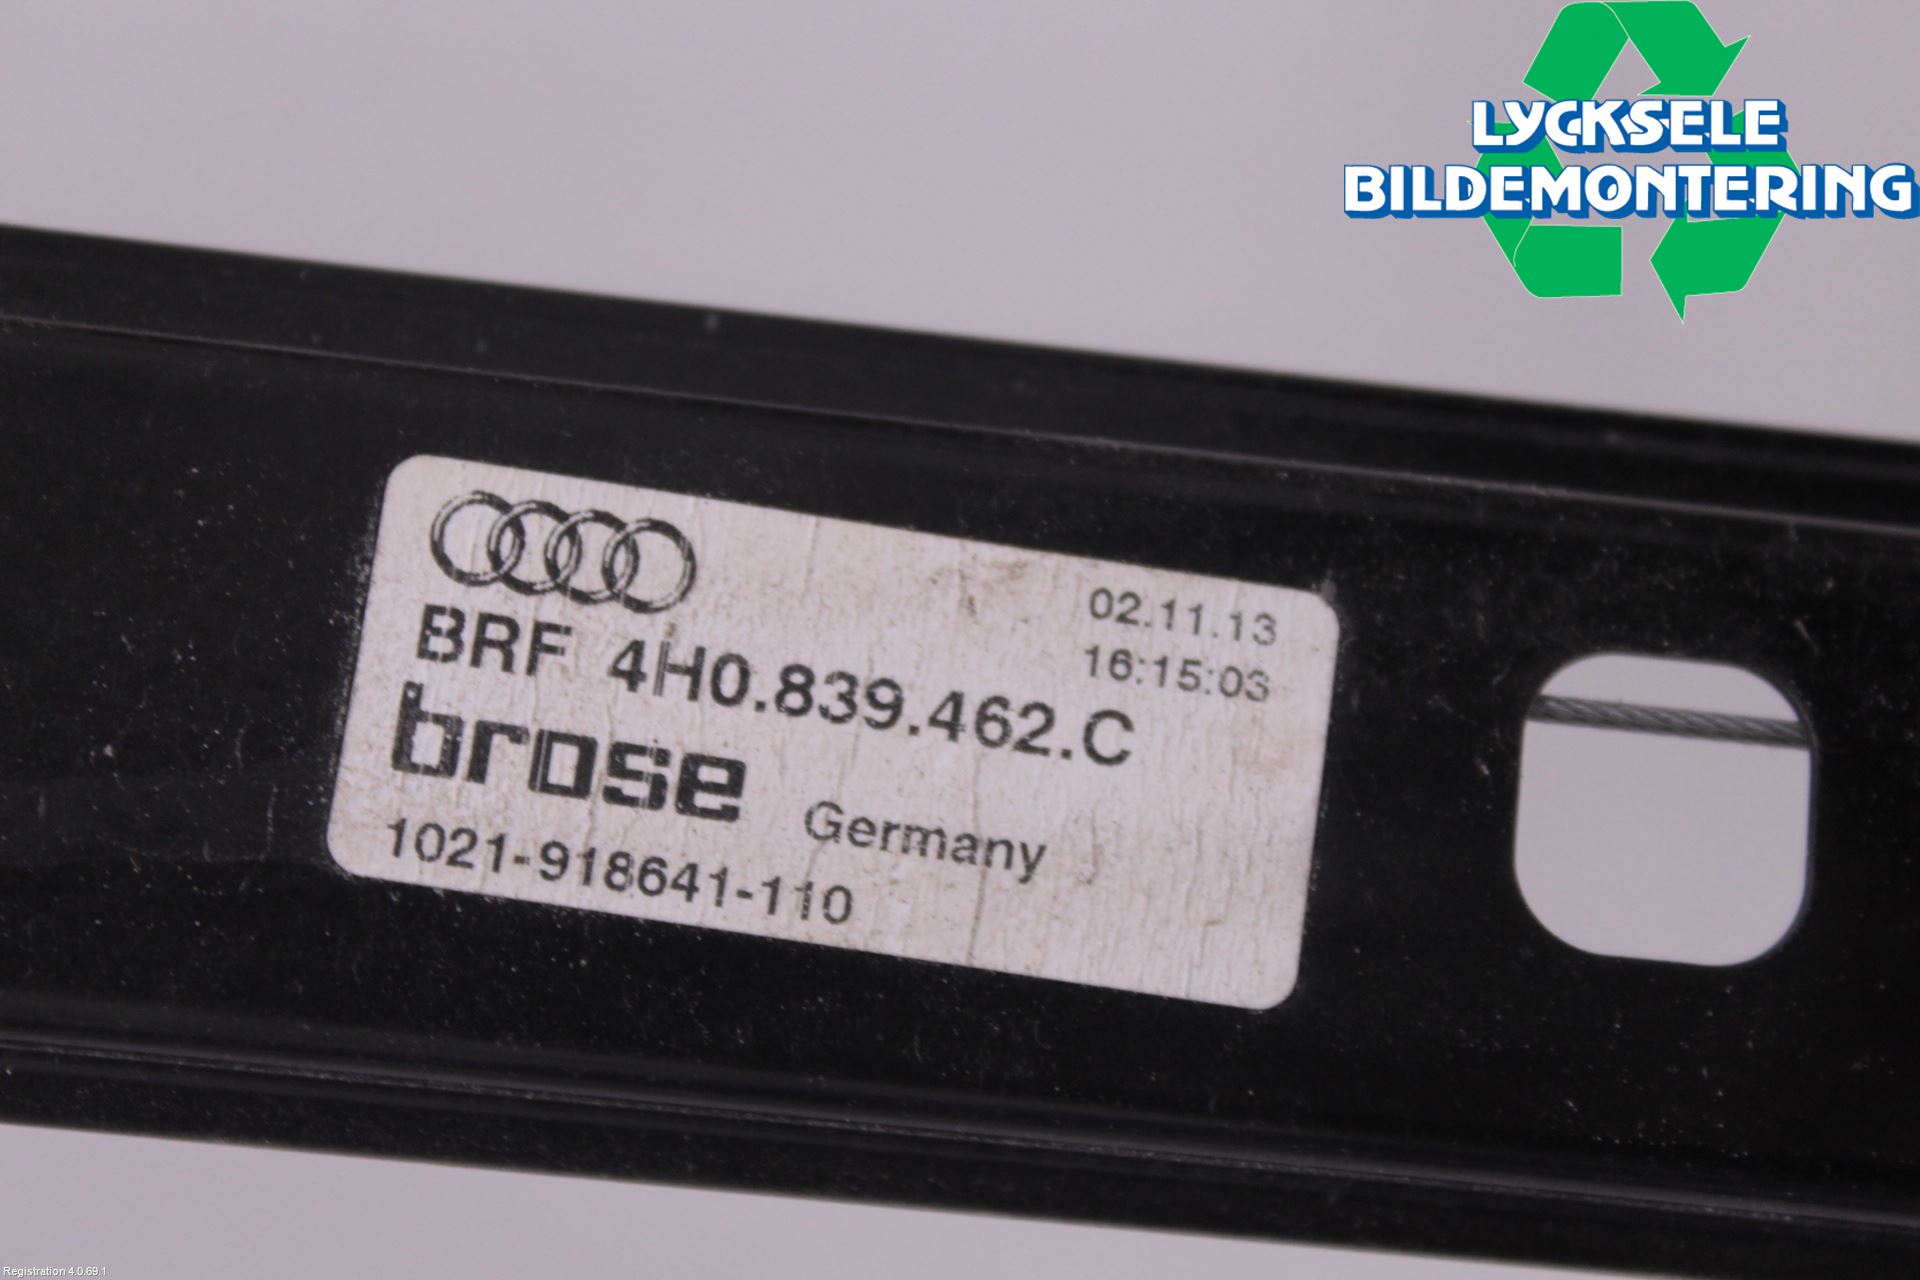 LYCKSELE
BILDEMONTERING
02.11.13
16:15:03
BRF 4H0.839.462.C
brose Germany
1021-918641-110
Registration 4.0.69.1